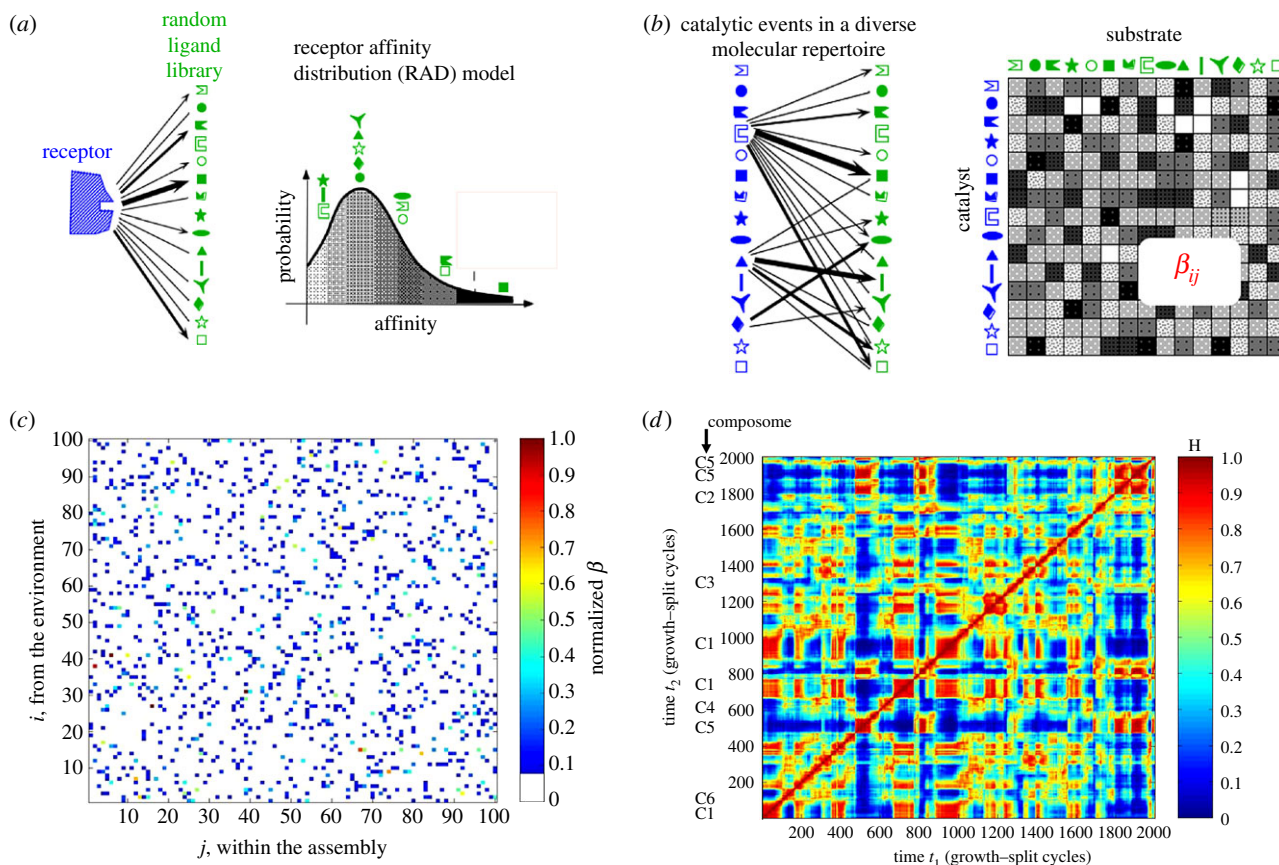 (a)
random
ligand
library
receptor affinity
distribution (RAD) model
receptor
probability
affinity
(b)
catalytic events in a diverse
molecular repertoire
substrate
catalyst
βij
(c)
100
90
80
70
60
50
40
30
20
10
i, from the environment
10 20 30 40 50 60 70 80 90 100
j, within the assembly
1.0
0.9
0.8
0.7
0.6
0.5
0.4
0.3
0.2
0.1
0
normalized β
(d)
composome
C5 2000
C5
C2 1800
1600
1400
C3
1200
C1 1000
800
C1
C4 600
C5
400
200
C6
C1
time t2 (growth–split cycles)
200 400 600 800 1000 1200 1400 1600 1800 2000
time t1 (growth–split cycles)
H
1.0
0.9
0.8
0.7
0.6
0.5
0.4
0.3
0.2
0.1
0